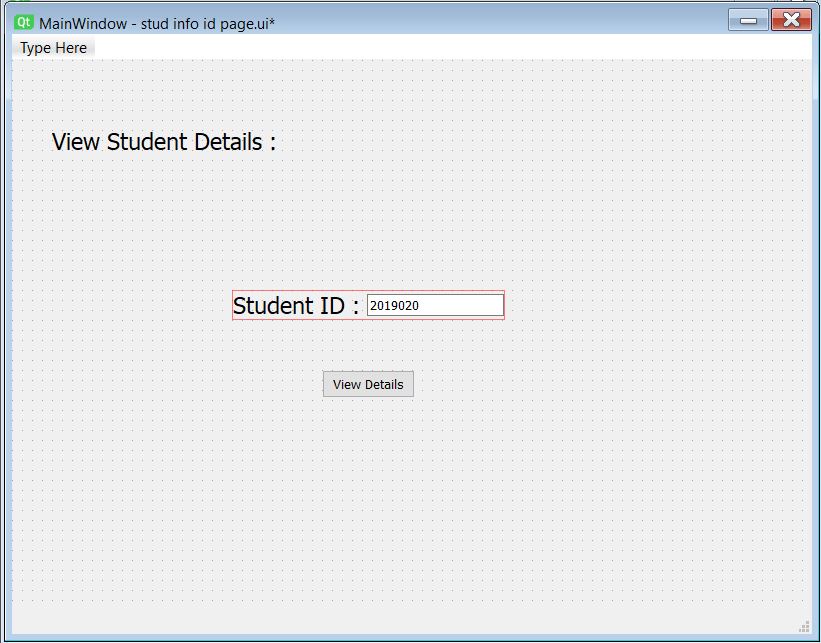 Qt MainWindow - stud info id page.ui*
Type Here
View Student Details :
Student ID : 2019020
View Details